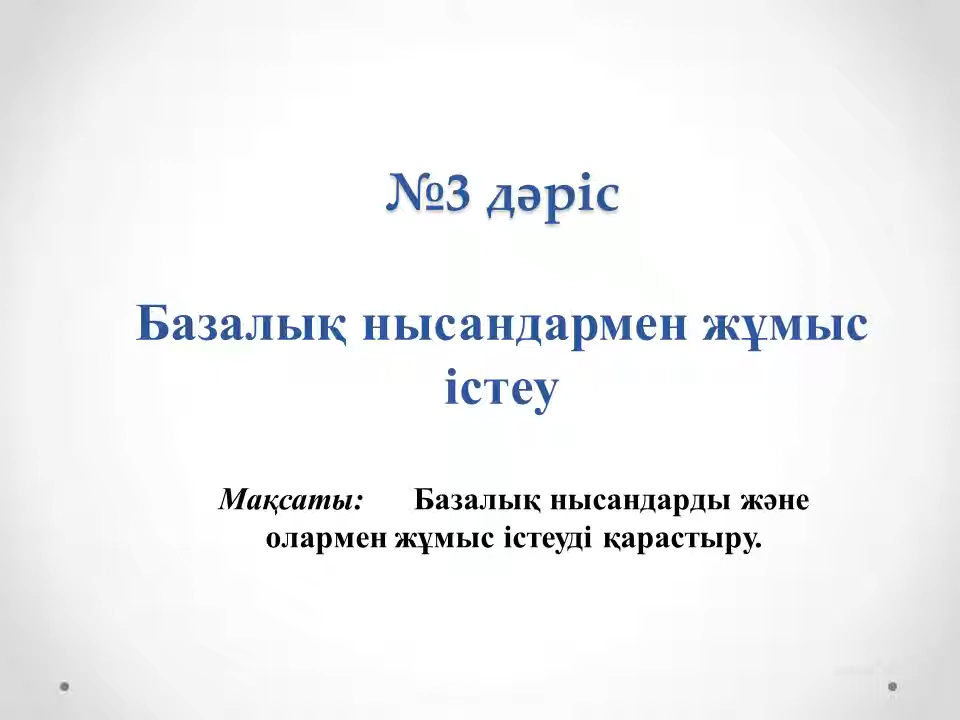 №3 дәріс
Базалық нысандармен жұмыс
істеу
Мақсаты: Базалық нысандарды және
олармен жұмыс істеуді қарастыру.